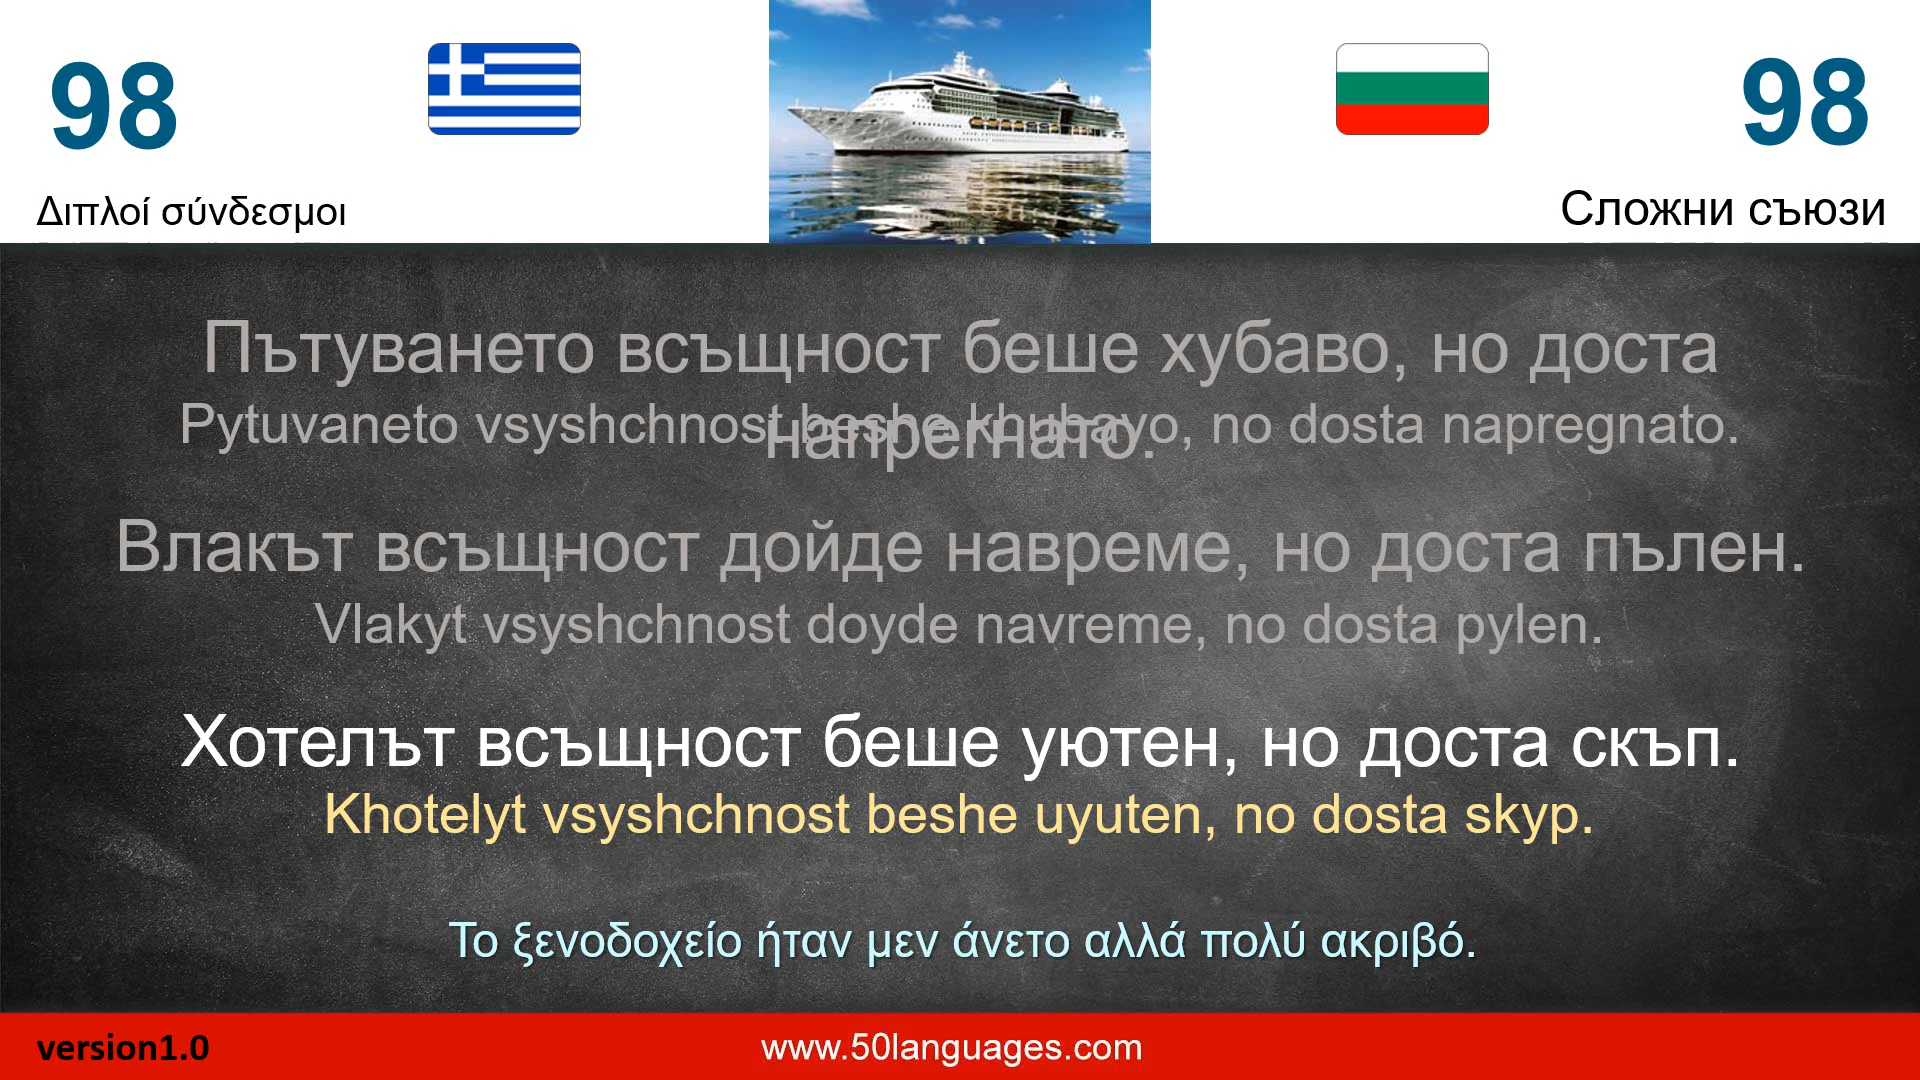 98
98
Διπλοί σύνδεσμοι
Сложни съюзи
Пътуването всъщност беше хубаво, но доста
напрегнато.
Pytuvaneto vsyshchnost beshe khubavo, no dosta napregnato.
Влакът всъщност дойде навреме, но доста пълен.
Vlakyt vsyshchnost doyde navreme, no dosta pylen.
Хотелът всъщност беше уютен, но доста скъп.
Khotelyt vsyshchnost beshe uyuten, no dosta skyp.
Το ξενοδοχείο ήταν μεν άνετο αλλά πολύ ακριβό.
version1.0
www.50languages.com